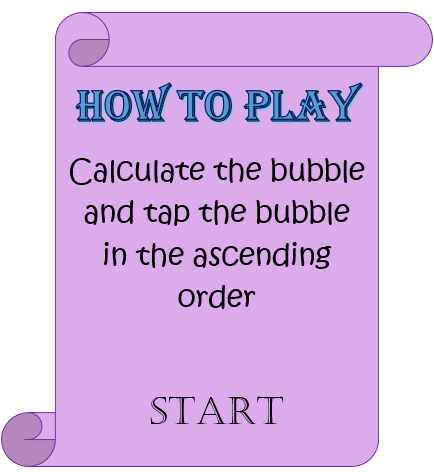 HOW TO PLAY
Calculate the bubble
and tap the bubble
in the ascending
order
START